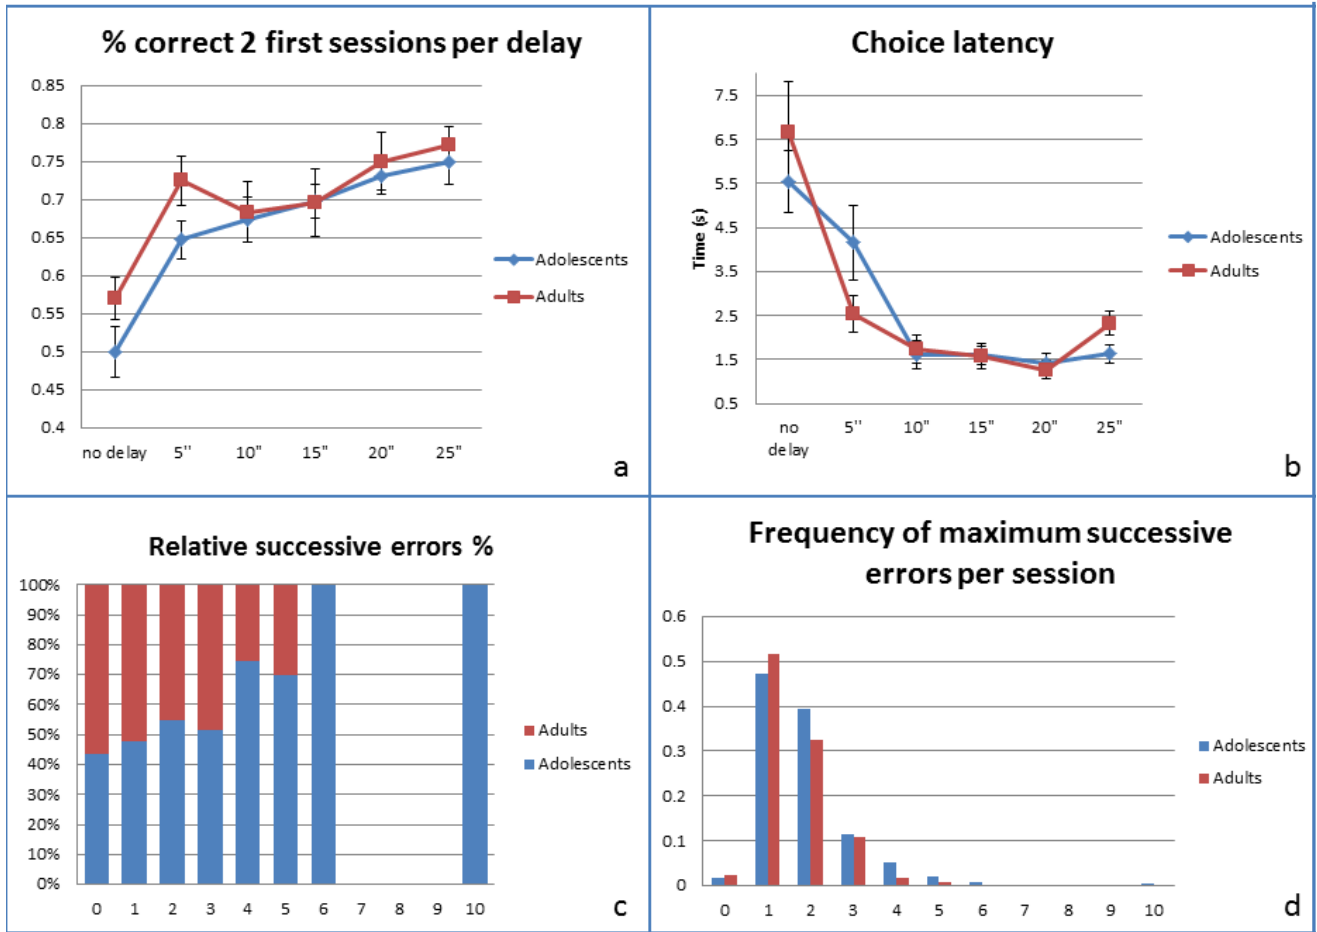 % correct 2 first sessions per delay
0.85
0.8
0.75
0.7
0.65
0.6
0.55
0.5
0.45
0.4
no delay 5'' 10" 15" 20" 25"
Adolescents
Adults
a
Choice latency
Time (s)
7.5
6.5
5.5
4.5
3.5
2.5
1.5
0.5
no delay 5" 10" 15" 20" 25"
Adolescents
Adults
b
Relative successive errors %
100%
90%
80%
70%
60%
50%
40%
30%
20%
10%
0%
0 1 2 3 4 5 6 7 8 9 10
Adults
Adolescents
c
Frequency of maximum successive
errors per session
0.6
0.5
0.4
0.3
0.2
0.1
0
0 1 2 3 4 5 6 7 8 9 10
Adolescents
Adults
d